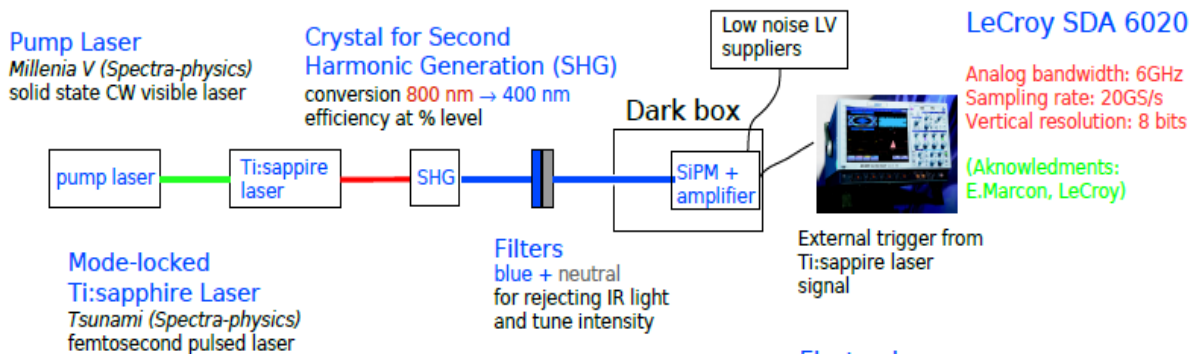 Pump Laser
Millenia V (Spectra-physics)
solid state CW visible laser
Crystal for Second
Harmonic Generation (SHG)
conversion 800 nm → 400 nm
efficiency at % level
Low noise LV
suppliers
LeCroy SDA 6020
Analog bandwidth: 6GHz
Sampling rate: 20GS/s
Vertical resolution: 8 bits
(Aknowledments:
E.Marcon, LeCroy)
Dark box
pump laser
Ti:sappire
laser
SHG
SiPM +
amplifier
Mode-locked
Ti:sapphire Laser
Tsunami (Spectra-physics)
femtosecond pulsed laser
Filters
blue + neutral
for rejecting IR light
and tune intensity
External trigger from
Ti:sappire laser
signal